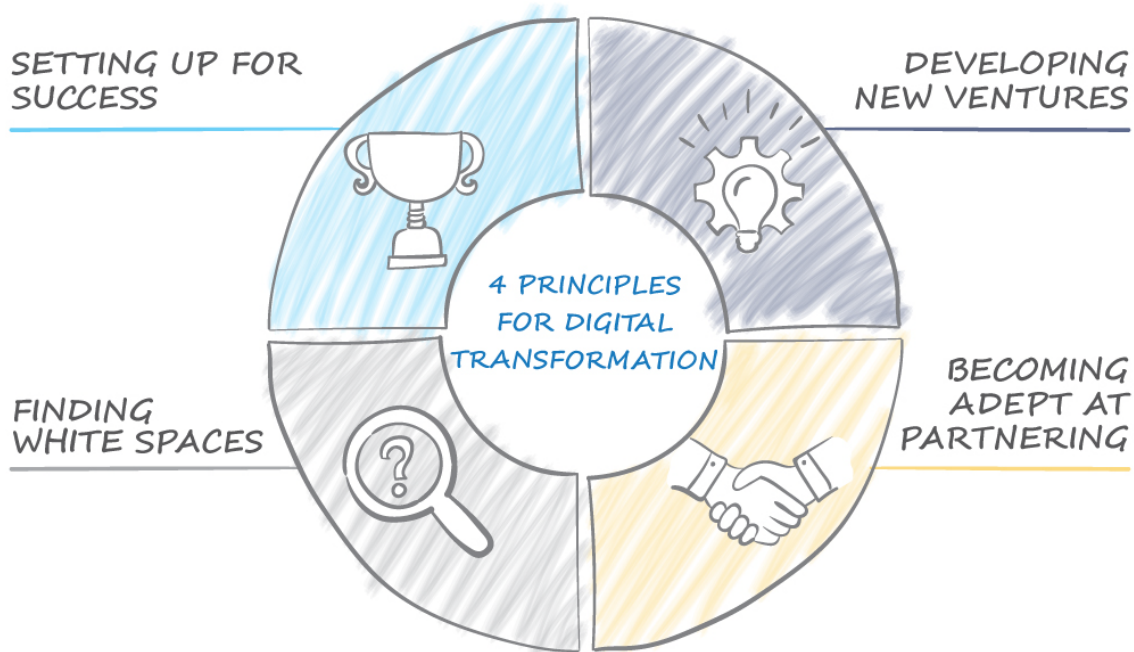 SETTING UP FOR
SUCCESS
DEVELOPING
NEW VENTURES
4 PRINCIPLES
FOR DIGITAL
TRANSFORMATION
FINDING
WHITE SPACES
BECOMING
ADEPT AT
PARTNERING
?